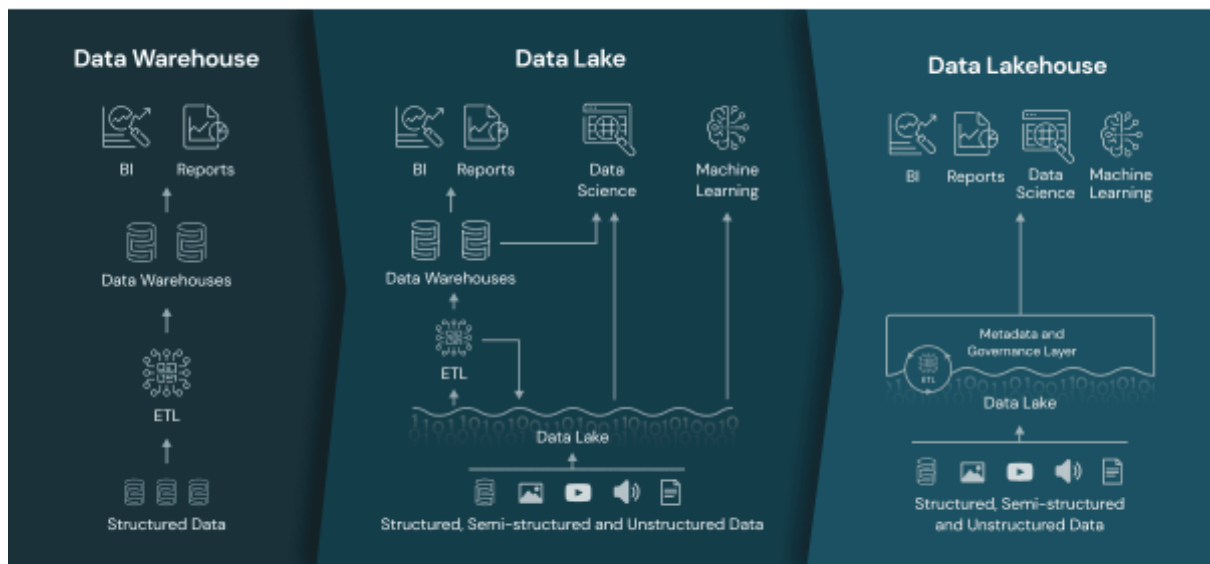 Data Warehouse
BI
Reports
Data Warehouses
ETL
Structured Data
Data Lake
BI
Reports
Data
Science
Machine
Learning
Data Warehouses
ETL
Data Lake
Structured, Semi-structured and Unstructured Data
Data Lakehouse
BI
Reports
Data
Science
Machine
Learning
Metadata and
Governance Layer
ETL
Data Lake
Structured, Semi-structured
and Unstructured Data